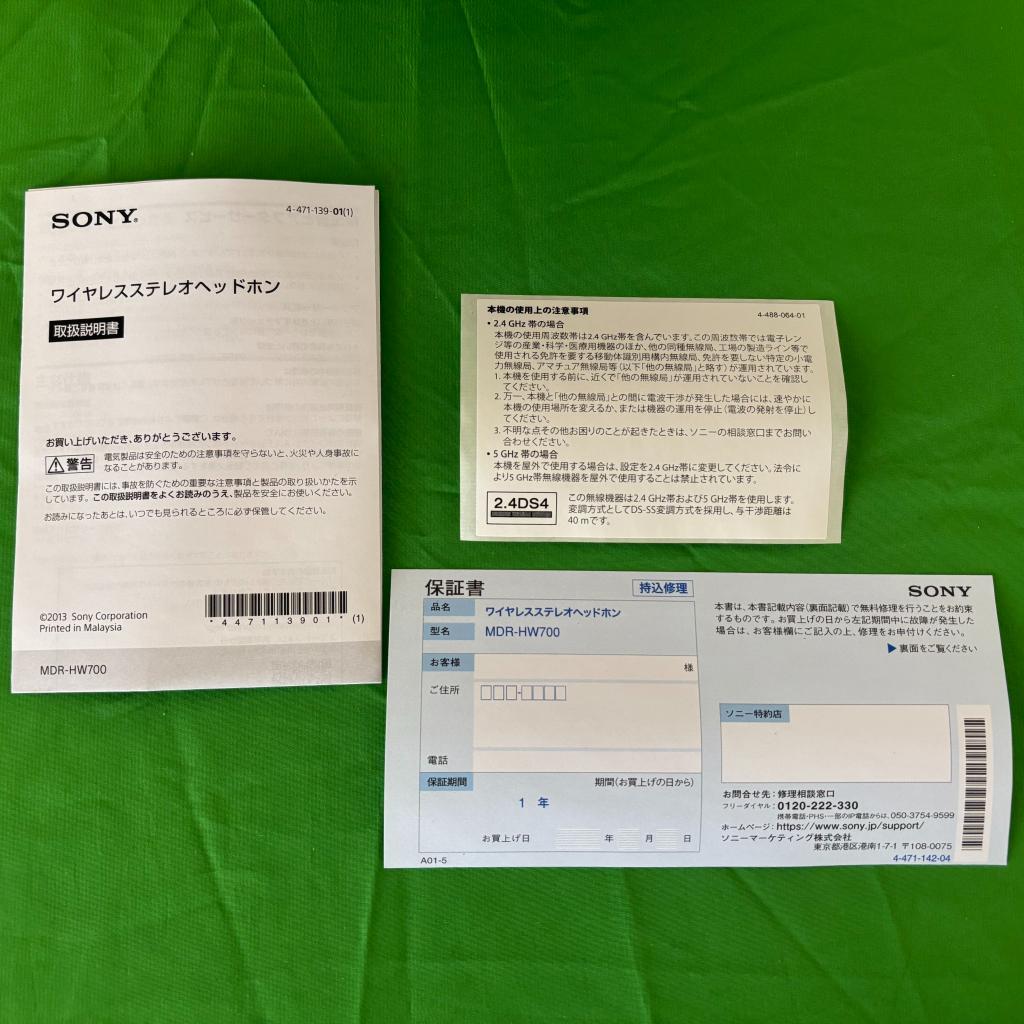 SONY
4-471-139-01(1)
ワイヤレスステレオヘッドホン
取扱説明書
お買い上げいただき、ありがとうございます。
警告
電気製品は安全のための注意事項を守らないと、火災や人身事故に
なることがあります。
この取扱説明書には、事故を防ぐための重要な注意事項と製品の取り扱いかたを示
しています。この取扱説明書をよくお読みのうえ、製品を安全にお使いください。
お読みになったあとは、いつでも見られるところに必ず保管してください。
©2013 Sony Corporation
Printed in Malaysia
*447113901*(1)
MDR-HW700
本機の使用上の注意事項
4-488-064-01
• 2.4 GHz 帯の場合
本機の使用周波数帯は2.4 GHz帯を含んでいます。この周波数帯では電子レン
ジ等の産業・科学・医療用機器のほか、他の同種無線局、工場の製造ライン等で
使用される免許を要する移動体識別用構内無線局、免許を要しない特定の小電
力無線局、アマチュア無線局等(以下「他の無線局」と略す)が運用されています。
1. 本機を使用する前に、近くで「他の無線局」が運用されていないことを確認し
てください。
2. 万一、本機と「他の無線局」との間に電波干渉が発生した場合には、速やかに
本機の使用場所を変えるか、または機器の運用を停止(電波の発射を停止)し
てください。
3. 不明な点その他お困りのことが起きたときは、ソニーの相談窓口までお問い
合わせください。
• 5 GHz 帯の場合
本機を屋外で使用する場合は、設定を2.4 GHz帯に変更してください。法令に
より5 GHz帯無線機器を屋外で使用することは禁止されています。
2.4DS4
この無線機器は2.4 GHz帯および5 GHz帯を使用します。
変調方式としてDS-SS変調方式を採用し、与干渉距離は
40 mです。
保証書
持込修理
SONY
品名
ワイヤレスステレオヘッドホン
型名
MDR-HW700
お客様
様
ご住所
電話
保証期間
期間(お買上げの日から)
1 年
お買上げ日 年 月 日
A01-5
本書は、本書記載内容(裏面記載)で無料修理を行うことをお約束
するものです。お買上げの日から左記期間中に故障が発生した
場合は、お客様欄にご記入の上、修理をお申付けください。
▶裏面をご覧ください
ソニー特約店
お問合せ先:修理相談窓口
フリーダイヤル:0120-222-330
携帯電話・PHS・一部のIP電話からは、050-3754-9599
ホームページ:https://www.sony.jp/support/
ソニーマーケティング株式会社
東京都港区港南1-7-1 〒108-0075
4-471-142-04